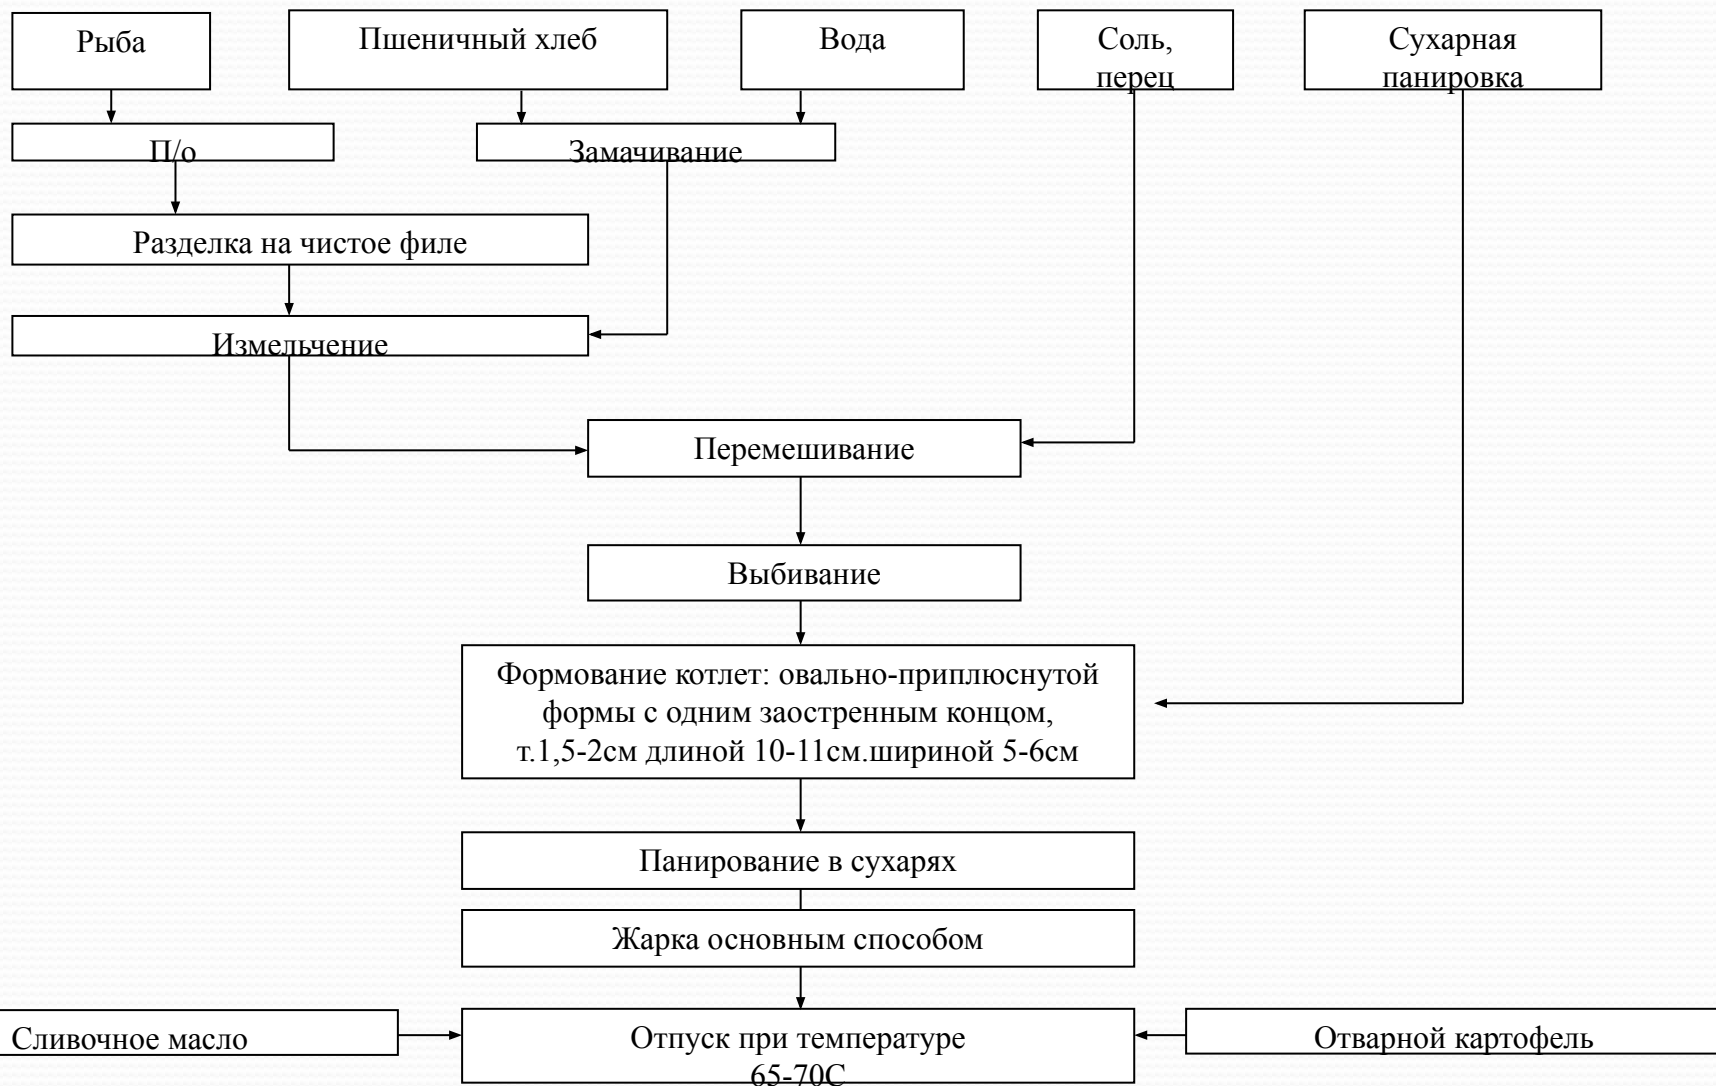 Рыба
Пшеничный хлеб
Вода
Соль,
перец
Сухарная
панировка
П/о
Замачивание
Разделка на чистое филе
Измельчение
Перемешивание
Выбивание
Формование котлет: овально-приплюснутой
формы с одним заостренным концом,
т.1,5-2см длиной 10-11см.шириной 5-6см
Панирование в сухарях
Жарка основным способом
Сливочное масло
Отпуск при температуре
65-70С
Отварной картофель